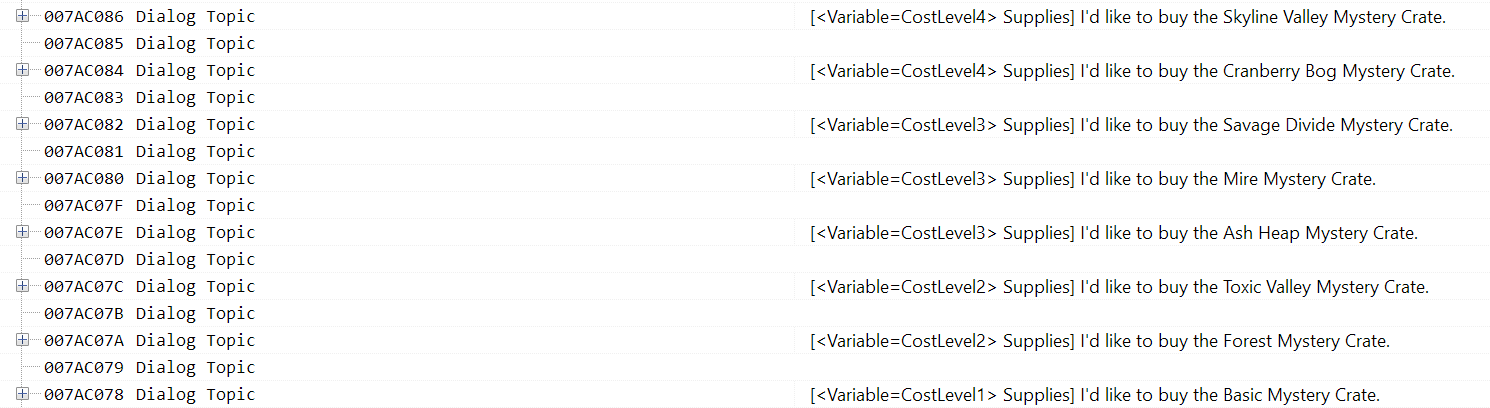 007AC086 Dialog Topic [<Variable=CostLevel4> Supplies] I'd like to buy the Skyline Valley Mystery Crate.
007AC085 Dialog Topic
007AC084 Dialog Topic [<Variable=CostLevel4> Supplies] I'd like to buy the Cranberry Bog Mystery Crate.
007AC083 Dialog Topic
007AC082 Dialog Topic [<Variable=CostLevel3> Supplies] I'd like to buy the Savage Divide Mystery Crate.
007AC081 Dialog Topic
007AC080 Dialog Topic [<Variable=CostLevel3> Supplies] I'd like to buy the Mire Mystery Crate.
007AC07F Dialog Topic
007AC07E Dialog Topic [<Variable=CostLevel3> Supplies] I'd like to buy the Ash Heap Mystery Crate.
007AC07D Dialog Topic
007AC07C Dialog Topic [<Variable=CostLevel2> Supplies] I'd like to buy the Toxic Valley Mystery Crate.
007AC07B Dialog Topic
007AC07A Dialog Topic [<Variable=CostLevel2> Supplies] I'd like to buy the Forest Mystery Crate.
007AC079 Dialog Topic
007AC078 Dialog Topic [<Variable=CostLevel1> Supplies] I'd like to buy the Basic Mystery Crate.